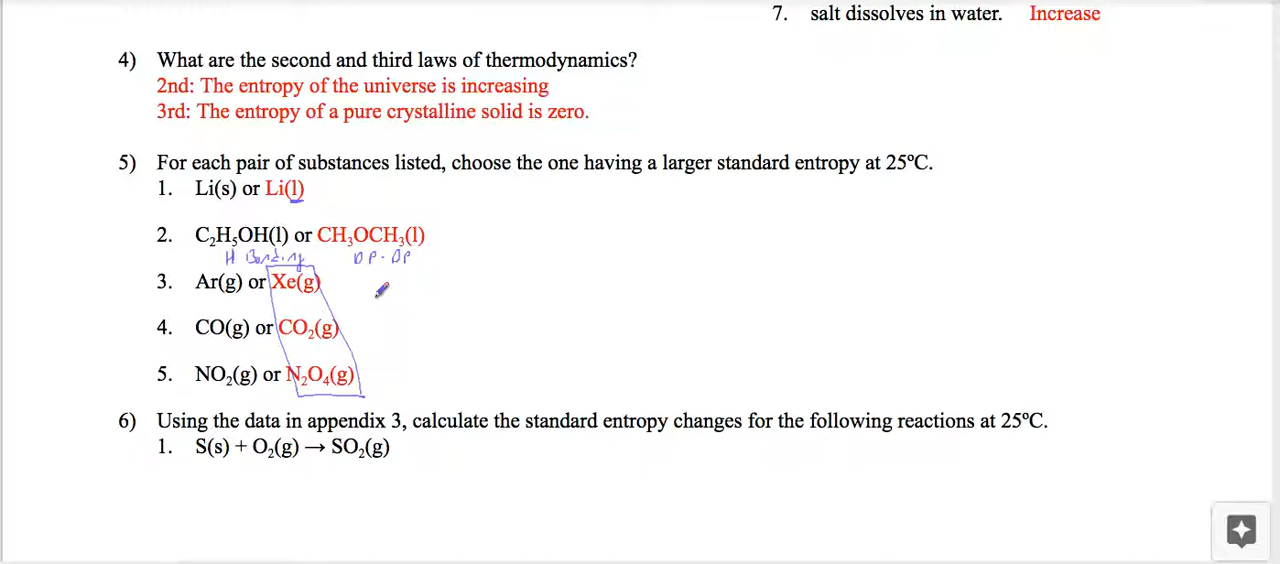 7. salt dissolves in water. Increase
4) What are the second and third laws of thermodynamics?
2nd: The entropy of the universe is increasing
3rd: The entropy of a pure crystalline solid is zero.
5) For each pair of substances listed, choose the one having a larger standard entropy at 25ºC.
1. Li(s) or Li(l)
2. C₂H₅OH(l) or CH₃OCH₃(l)
H Bonding DP-DP
3. Ar(g) or Xe(g)
4. CO(g) or CO₂(g)
5. NO₂(g) or N₂O₄(g)
6) Using the data in appendix 3, calculate the standard entropy changes for the following reactions at 25ºC.
1. S(s) + O₂(g) → SO₂(g)